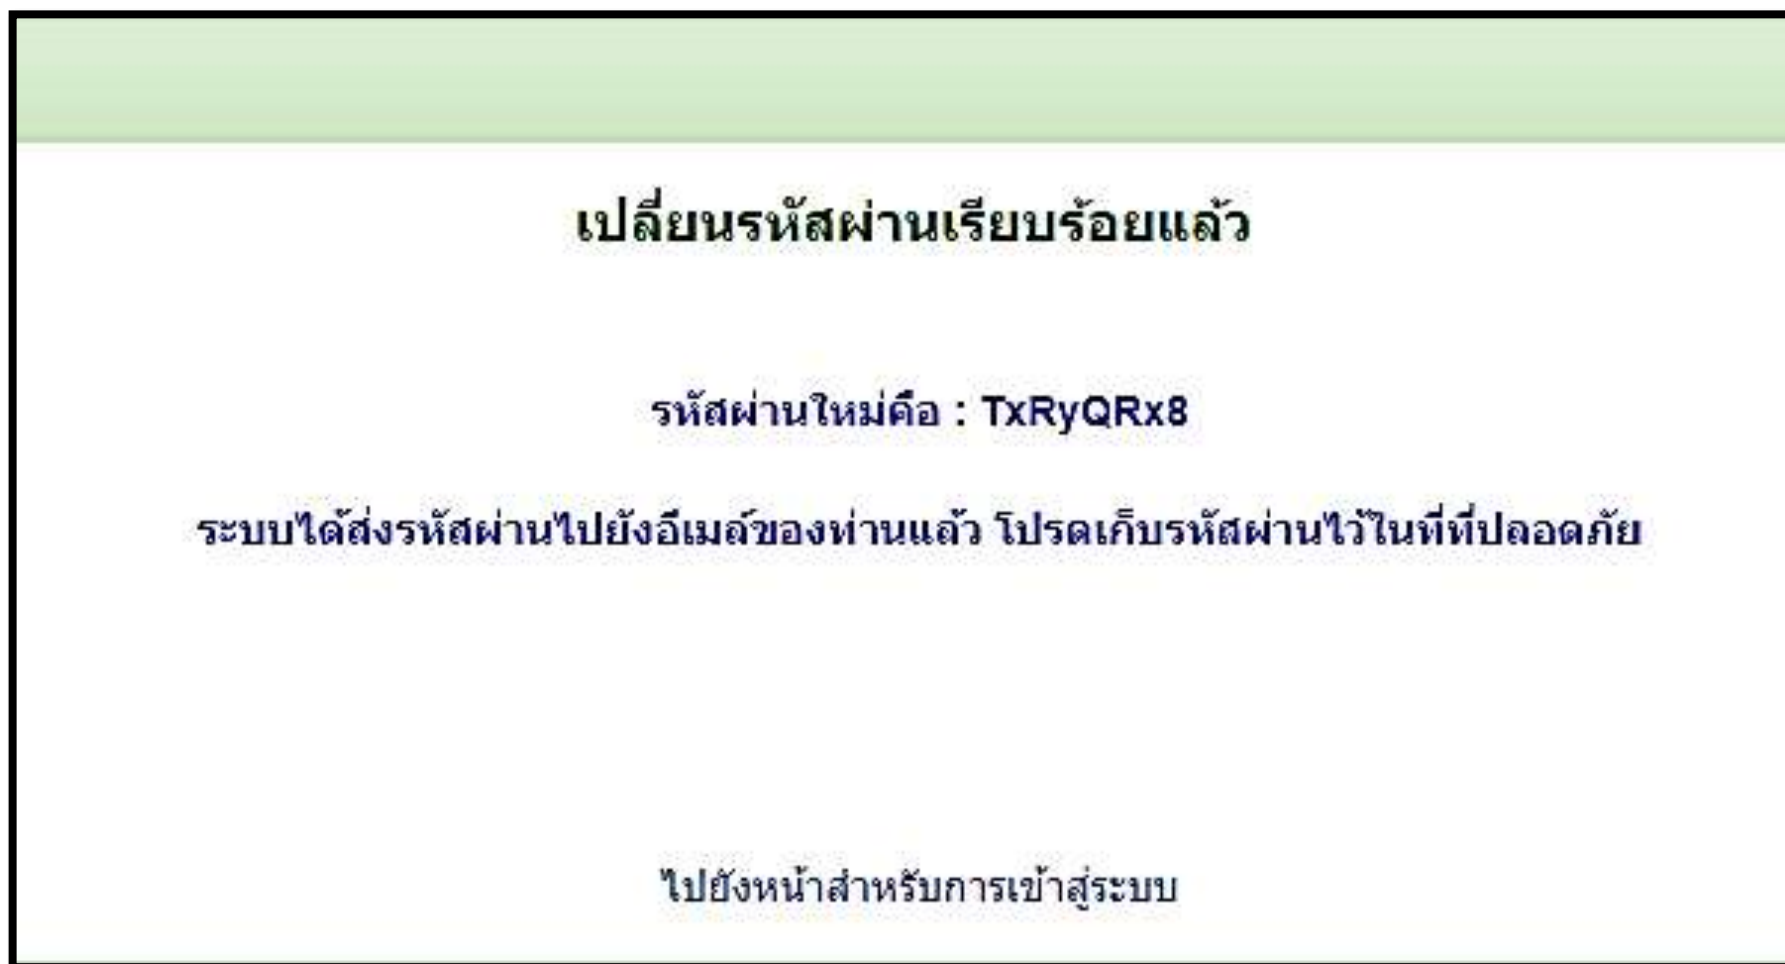 เปลี่ยนรหัสผ่านเรียบร้อยแล้ว
รหัสผ่านใหม่คือ : TxRyQRx8
ระบบได้ส่งรหัสผ่านไปยังอีเมล์ของท่านแล้ว โปรดเก็บรหัสผ่านไว้ในที่ที่ปลอดภัย
ไปยังหน้าสำหรับการเข้าสู่ระบบ